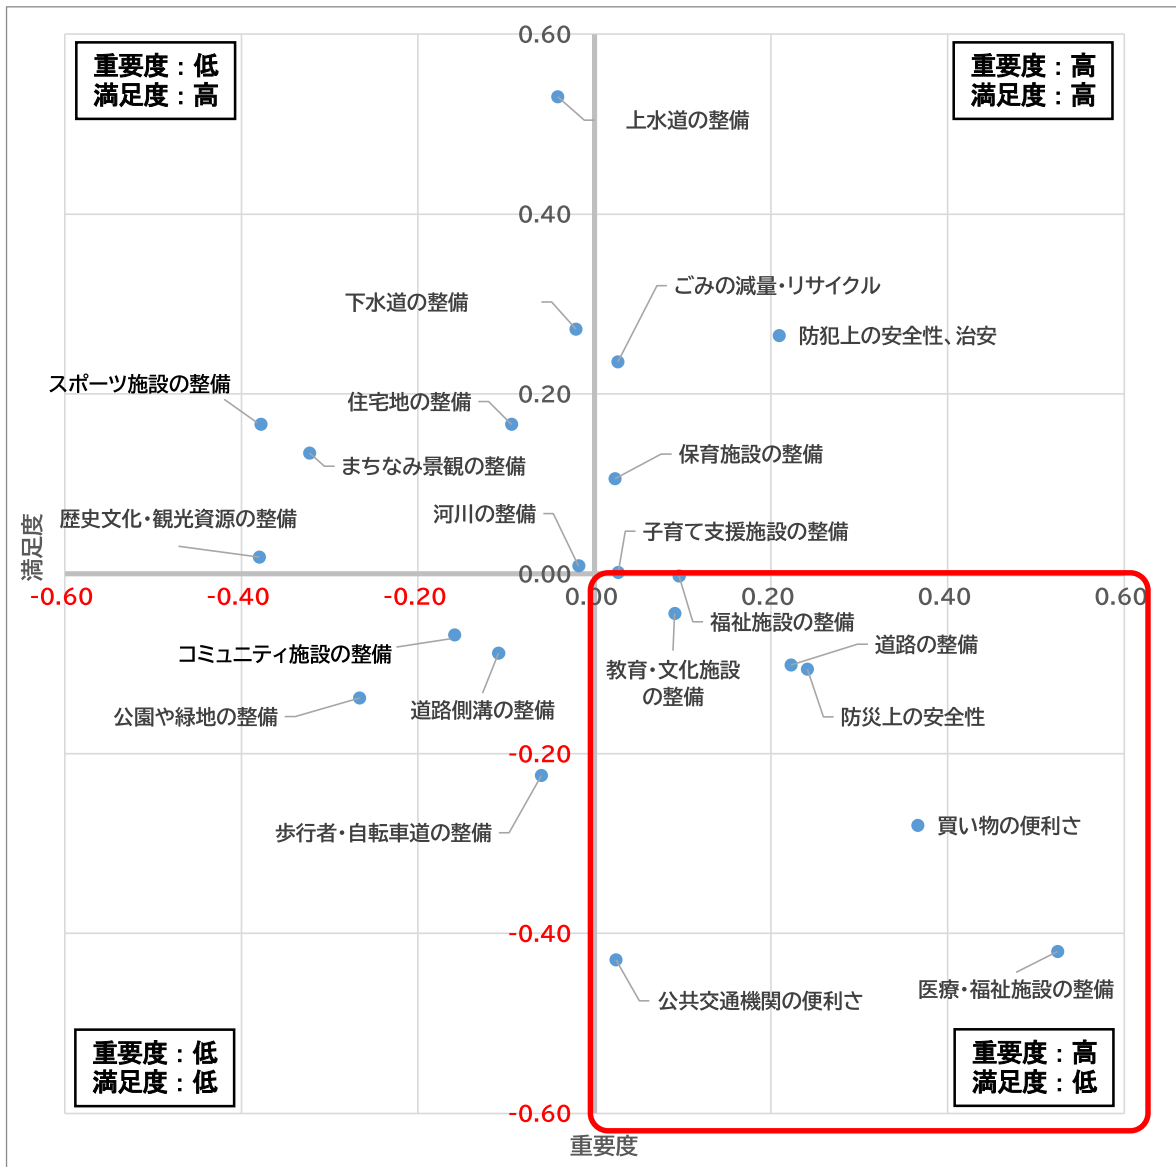 0.60
重要度：低
満足度：高
重要度：高
満足度：高
上水道の整備
0.40
ごみの減量・リサイクル
下水道の整備
防犯上の安全性、治安
スポーツ施設の整備
0.20
住宅地の整備
保育施設の整備
まちなみ景観の整備
河川の整備
歴史文化・観光資源の整備
子育て支援施設の整備
満足度
0.00
-0.60
-0.40
-0.20
0.00
0.20
0.40
0.60
福祉施設の整備
道路の整備
コミュニティ施設の整備
教育・文化施設
の整備
道路側溝の整備
公園や緑地の整備
防災上の安全性
-0.20
歩行者・自転車道の整備
買い物の便利さ
-0.40
医療・福祉施設の整備
公共交通機関の便利さ
重要度：低
満足度：低
重要度：高
満足度：低
-0.60
重要度